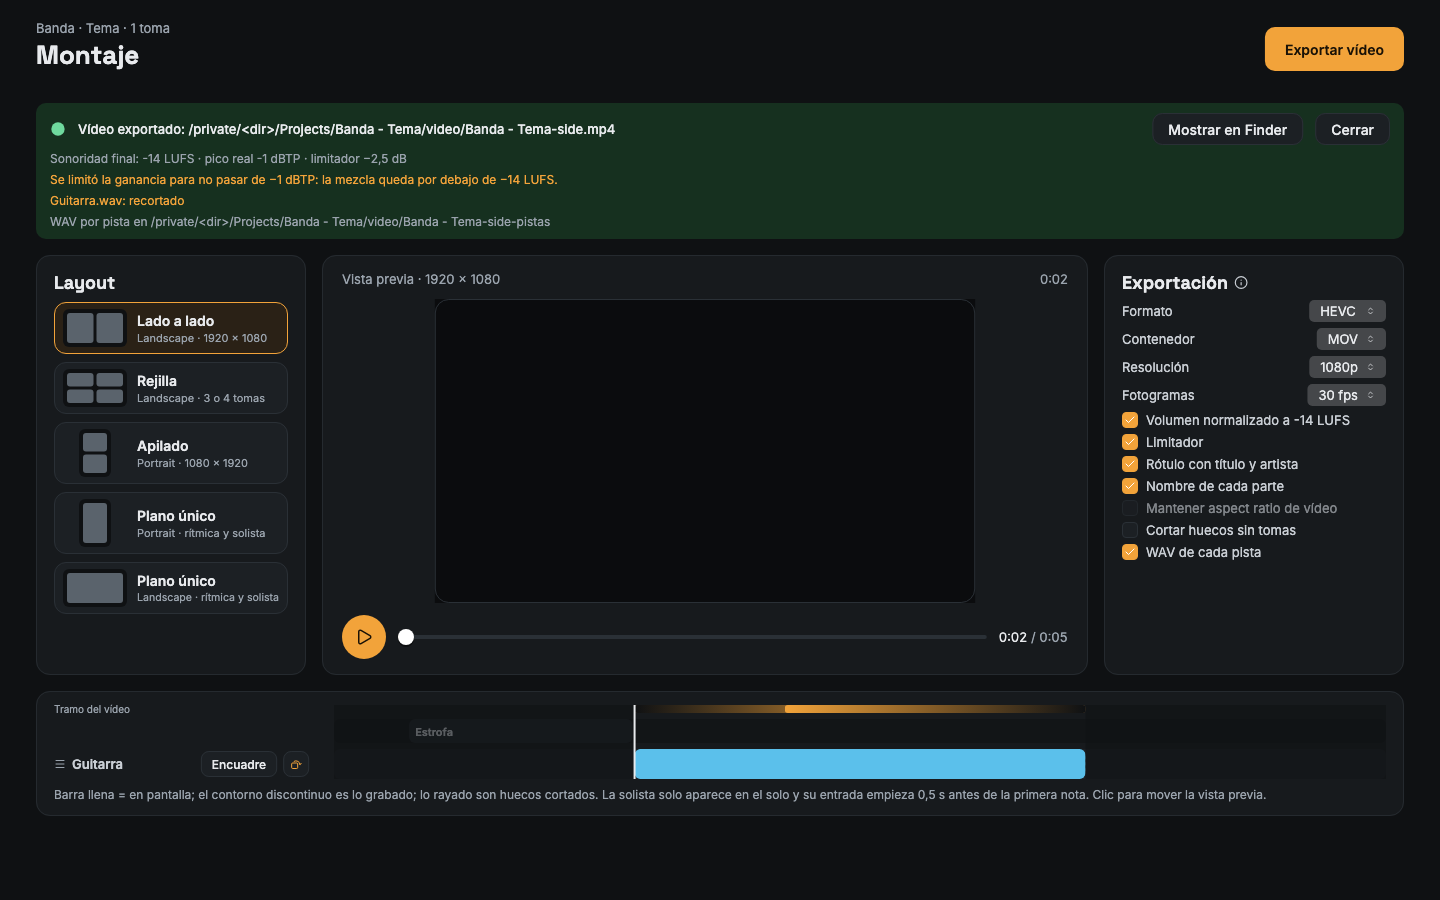 Banda · Tema · 1 toma
Montaje
Exportar vídeo
Vídeo exportado: /private/<dir>/Projects/Banda - Tema/video/Banda - Tema-side.mp4
Mostrar en Finder
Cerrar
Sonoridad final: -14 LUFS · pico real -1 dBTP · limitador −2,5 dB
Se limitó la ganancia para no pasar de −1 dBTP: la mezcla queda por debajo de −14 LUFS.
Guitarra.wav: recortado
WAV por pista en /private/<dir>/Projects/Banda - Tema/video/Banda - Tema-side-pistas
Layout
Lado a lado
Landscape · 1920 × 1080
Rejilla
Landscape · 3 o 4 tomas
Apilado
Portrait · 1080 × 1920
Plano único
Portrait · rítmica y solista
Plano único
Landscape · rítmica y solista
Vista previa · 1920 × 1080
0:02
0:02 / 0:05
Exportación
Formato
HEVC
Contenedor
MOV
Resolución
1080p
Fotogramas
30 fps
Volumen normalizado a -14 LUFS
Limitador
Rótulo con título y artista
Nombre de cada parte
Mantener aspect ratio de vídeo
Cortar huecos sin tomas
WAV de cada pista
Tramo del vídeo
Estrofa
Guitarra
Encuadre
Barra llena = en pantalla; el contorno discontinuo es lo grabado; lo rayado son huecos cortados. La solista solo aparece en el solo y su entrada empieza 0,5 s antes de la primera nota. Clic para mover la vista previa.